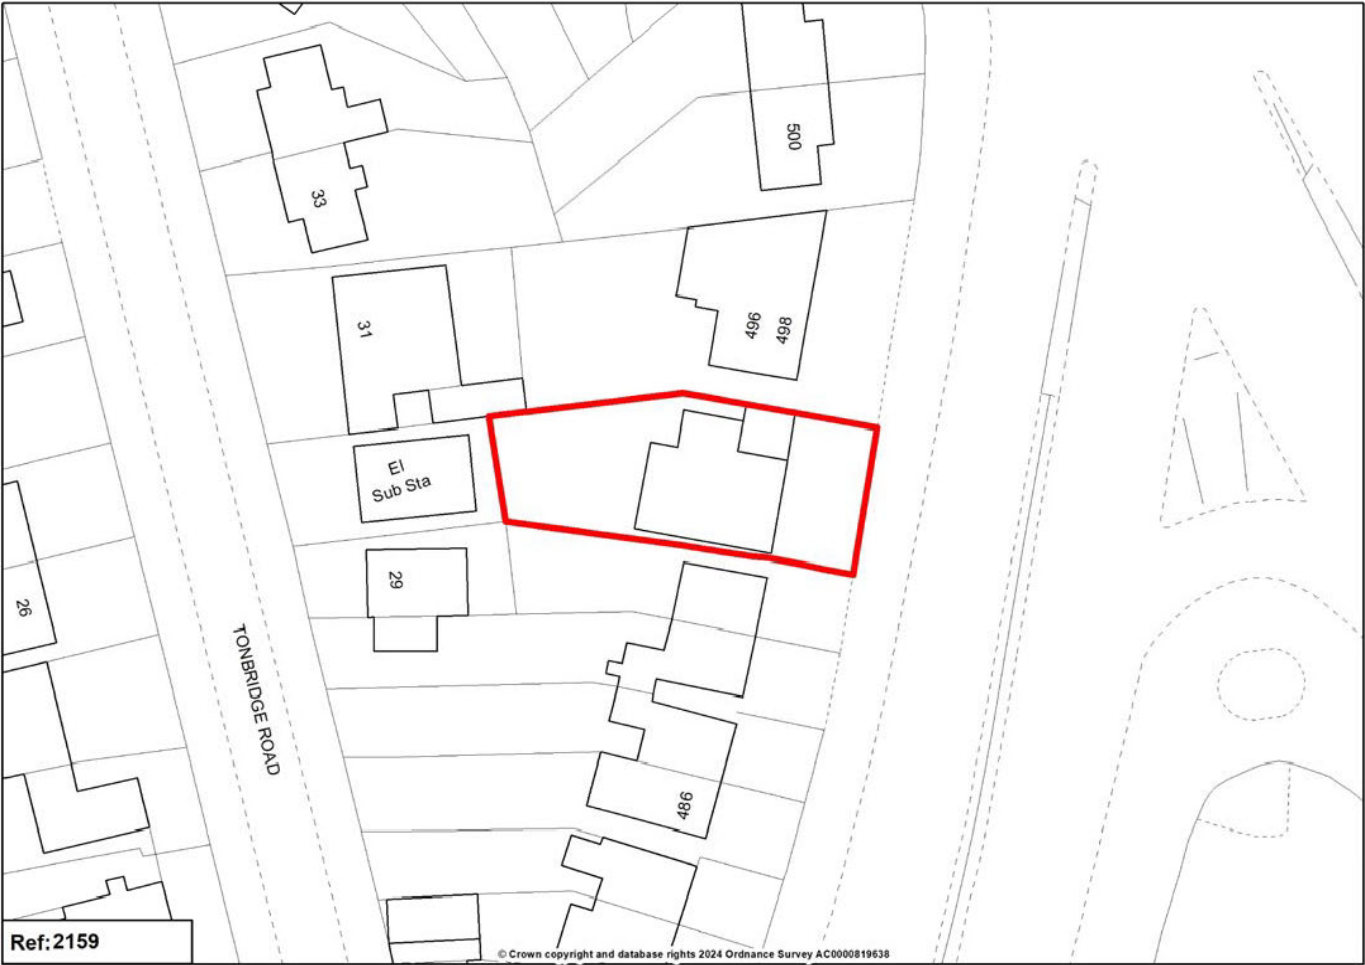 500
33
31
496
498
El
Sub Sta
29
26
TONBRIDGE ROAD
486
Ref:2159
© Crown copyright and database rights 2024 Ordnance Survey AC0000819638